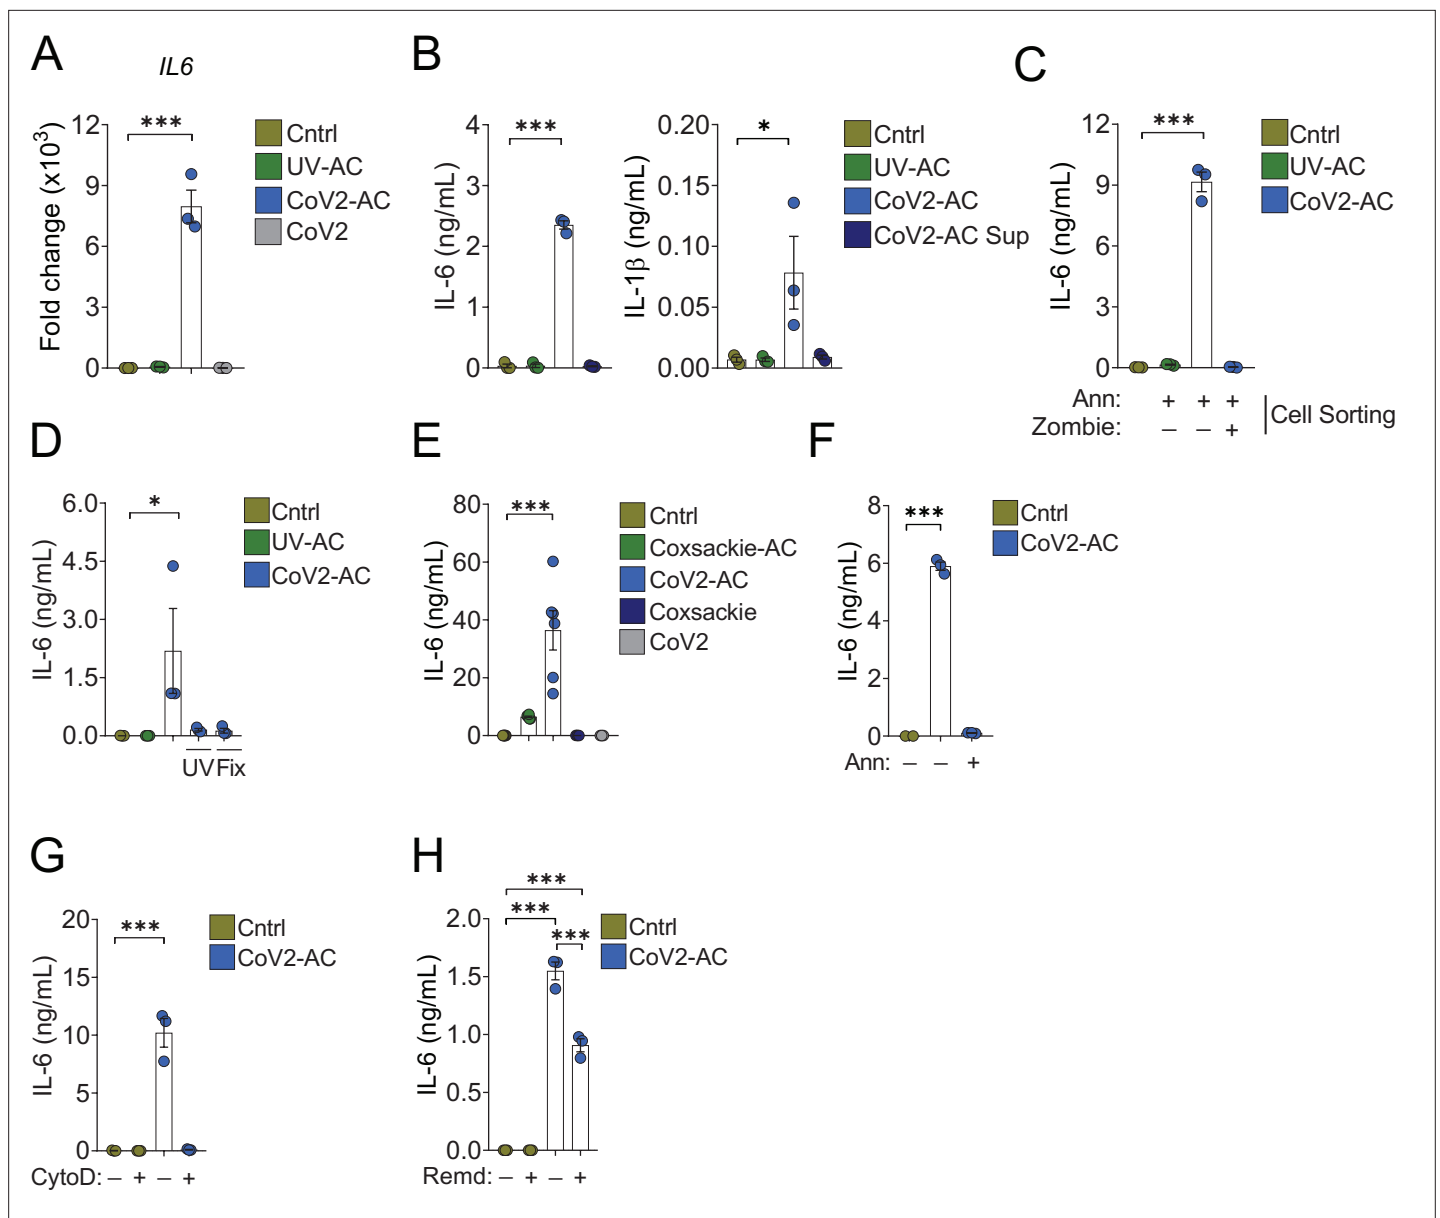 A
IL6
***
Fold change (x10³)
12
9
6
3
0
Cntrl
UV-AC
CoV2-AC
CoV2
B
***
IL-6 (ng/mL)
4
3
2
1
0
*
IL-1β (ng/mL)
0.20
0.15
0.10
0.05
0.00
Cntrl
UV-AC
CoV2-AC
CoV2-AC Sup
C
***
IL-6 (ng/mL)
12
9
6
3
0
Cntrl
UV-AC
CoV2-AC
Ann: + + +
Zombie: – – +
Cell Sorting
D
*
IL-6 (ng/mL)
6.0
4.5
3.0
1.5
0.0
UV Fix
Cntrl
UV-AC
CoV2-AC
E
***
IL-6 (ng/mL)
80
60
40
20
0
Cntrl
Coxsackie-AC
CoV2-AC
Coxsackie
CoV2
F
***
IL-6 (ng/mL)
8
6
4
2
0
Ann: – – +
Cntrl
CoV2-AC
G
***
IL-6 (ng/mL)
20
15
10
5
0
CytoD: – + – +
Cntrl
CoV2-AC
H
***
***
***
IL-6 (ng/mL)
2.0
1.5
1.0
0.5
0.0
Remd: – + – +
Cntrl
CoV2-AC